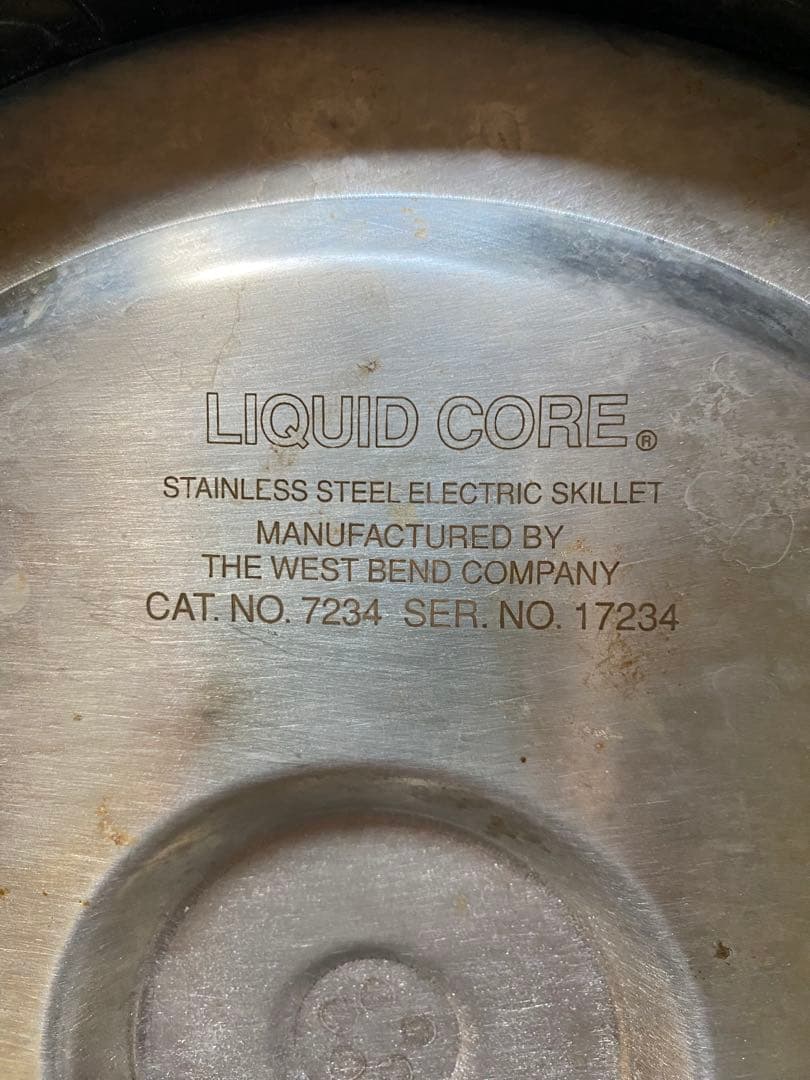 LIQUID CORE®
STAINLESS STEEL ELECTRIC SKILLET
MANUFACTURED BY
THE WEST BEND COMPANY
CAT. NO. 7234 SER. NO. 17234